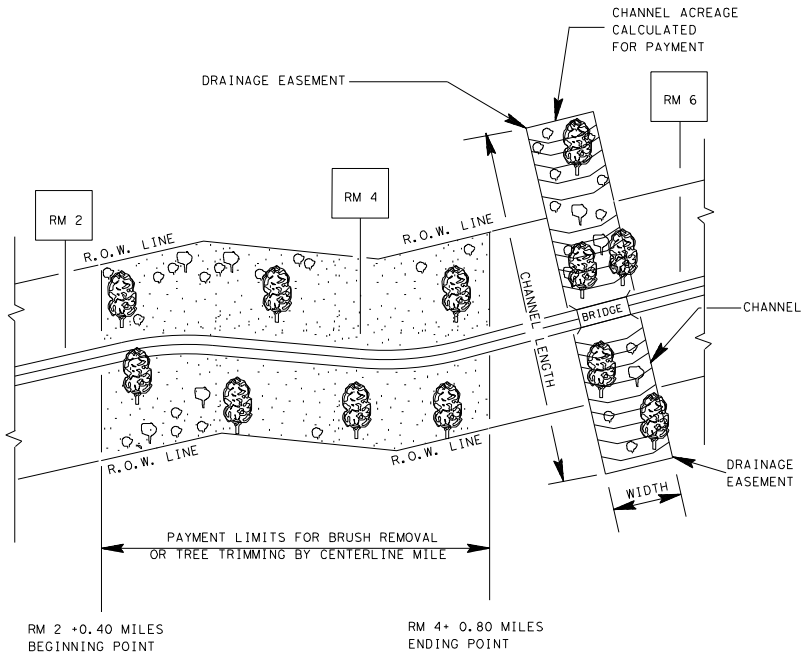 CHANNEL ACREAGE
CALCULATED
FOR PAYMENT
DRAINAGE EASEMENT
RM 6
RM 4
RM 2
R.O.W. LINE
R.O.W. LINE
CHANNEL LENGTH
BRIDGE
CHANNEL
R.O.W. LINE
R.O.W. LINE
DRAINAGE
EASEMENT
WIDTH
PAYMENT LIMITS FOR BRUSH REMOVAL
OR TREE TRIMMING BY CENTERLINE MILE
RM 2 +0.40 MILES
BEGINNING POINT
RM 4+ 0.80 MILES
ENDING POINT